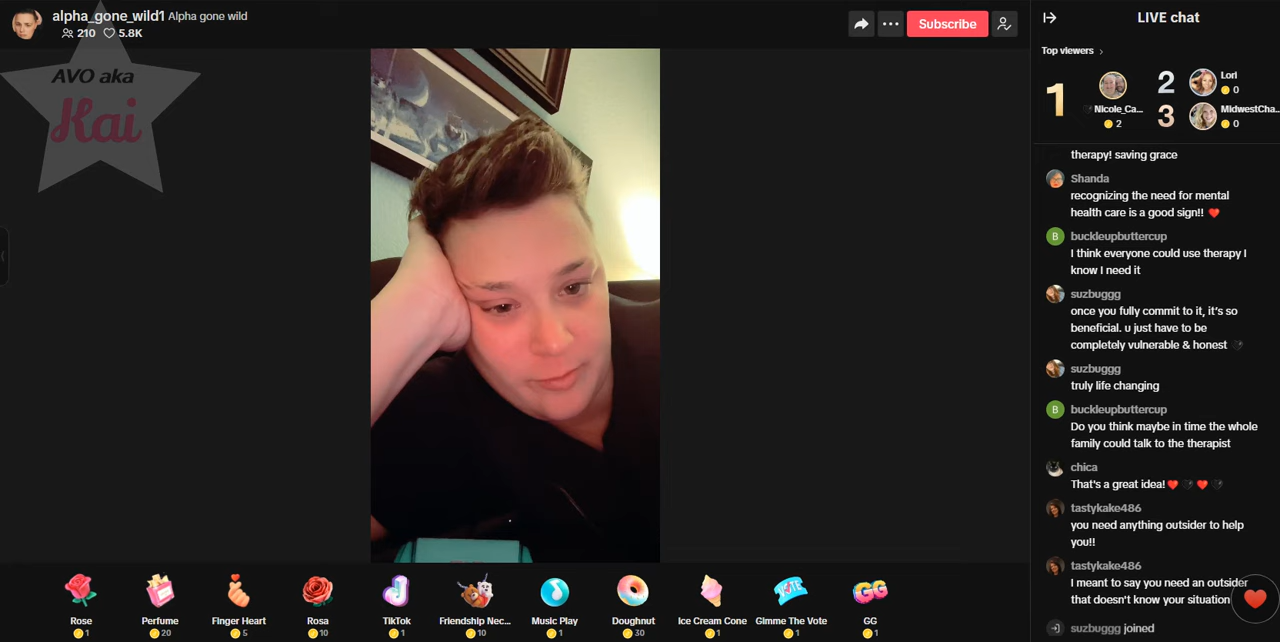 alpha_gone_wild1 Alpha gone wild
210 5.8K
Subscribe
AVO aka
Kai
LIVE chat
Top viewers
1
Nicole_Ca...
2
2
Lori
0
3
MidwestCha...
0
therapy! saving grace
Shanda
recognizing the need for mental
health care is a good sign!!
B
buckleupbuttercup
I think everyone could use therapy I
know I need it
suzbuggg
once you fully commit to it, it's so
beneficial. u just have to be
completely vulnerable & honest
suzbuggg
truly life changing
B
buckleupbuttercup
Do you think maybe in time the whole
family could talk to the therapist
chica
That's a great idea!
tastykake486
you need anything outsider to help
you!!
tastykake486
I meant to say you need an outsider
that doesn't know your situation
suzbuggg joined
Rose
1
Perfume
20
Finger Heart
5
Rosa
10
TikTok
1
Friendship Nec...
10
Music Play
1
Doughnut
30
Ice Cream Cone
1
VOTE
Gimme The Vote
1
GG
GG
1